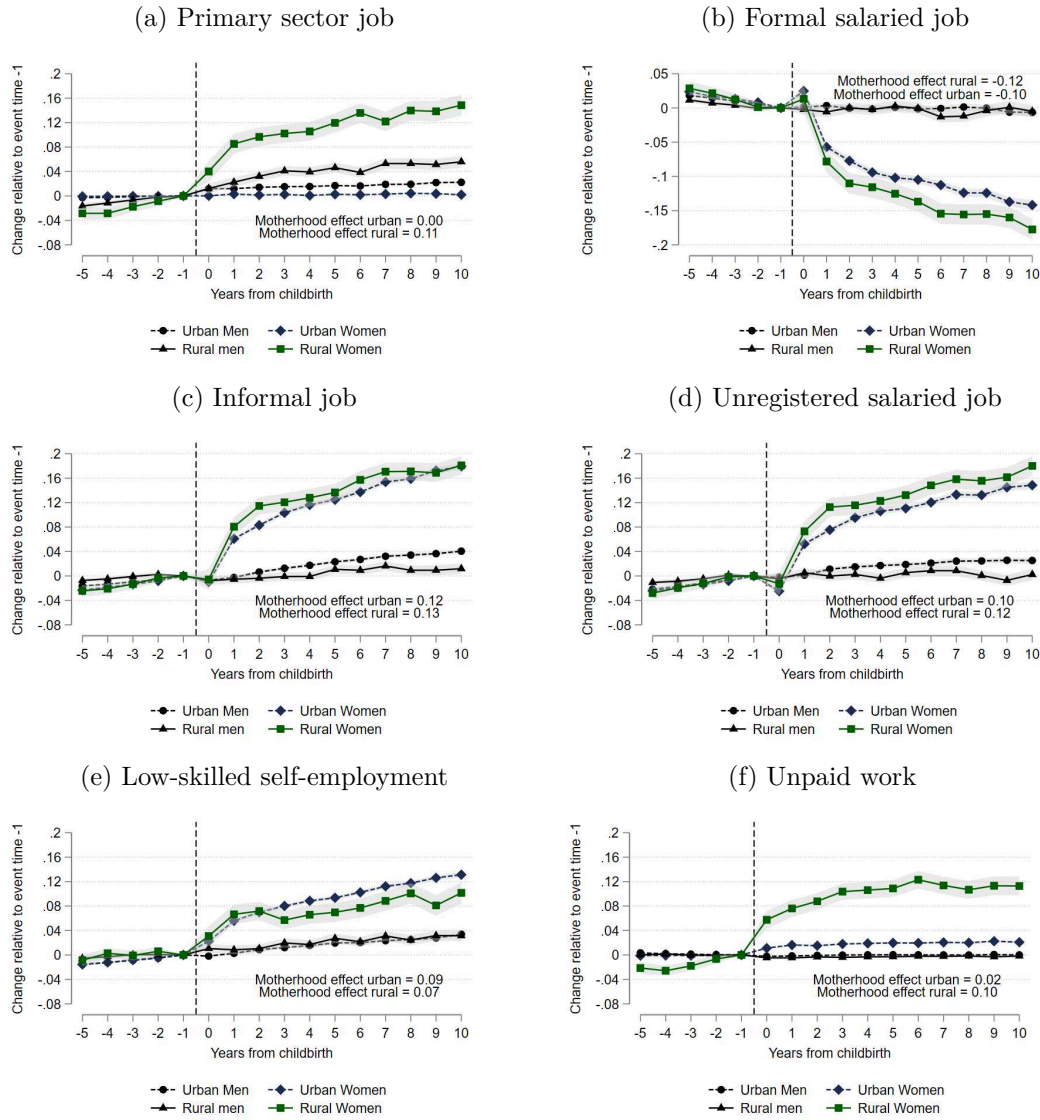 (a) Primary sector job
Change relative to event time -1
.2
.16
.12
.08
.04
0
-.04
-.08
Motherhood effect urban = 0.00
Motherhood effect rural = 0.11
-5 -4 -3 -2 -1 0 1 2 3 4 5 6 7 8 9 10
Years from childbirth
Urban Men Urban Women
Rural men Rural Women
(b) Formal salaried job
Change relative to event time -1
.05
0
-.05
-.1
-.15
-.2
Motherhood effect rural = -0.12
Motherhood effect urban = -0.10
-5 -4 -3 -2 -1 0 1 2 3 4 5 6 7 8 9 10
Years from childbirth
Urban Men Urban Women
Rural men Rural Women
(c) Informal job
Change relative to event time -1
.2
.16
.12
.08
.04
0
-.04
-.08
Motherhood effect urban = 0.12
Motherhood effect rural = 0.13
-5 -4 -3 -2 -1 0 1 2 3 4 5 6 7 8 9 10
Years from childbirth
Urban Men Urban Women
Rural men Rural Women
(d) Unregistered salaried job
Change relative to event time -1
.2
.16
.12
.08
.04
0
-.04
-.08
Motherhood effect urban = 0.10
Motherhood effect rural = 0.12
-5 -4 -3 -2 -1 0 1 2 3 4 5 6 7 8 9 10
Years from childbirth
Urban Men Urban Women
Rural men Rural Women
(e) Low-skilled self-employment
Change relative to event time -1
.2
.16
.12
.08
.04
0
-.04
-.08
Motherhood effect urban = 0.09
Motherhood effect rural = 0.07
-5 -4 -3 -2 -1 0 1 2 3 4 5 6 7 8 9 10
Years from childbirth
Urban Men Urban Women
Rural men Rural Women
(f) Unpaid work
Change relative to event time -1
.2
.16
.12
.08
.04
0
-.04
-.08
Motherhood effect urban = 0.02
Motherhood effect rural = 0.10
-5 -4 -3 -2 -1 0 1 2 3 4 5 6 7 8 9 10
Years from childbirth
Urban Men Urban Women
Rural men Rural Women